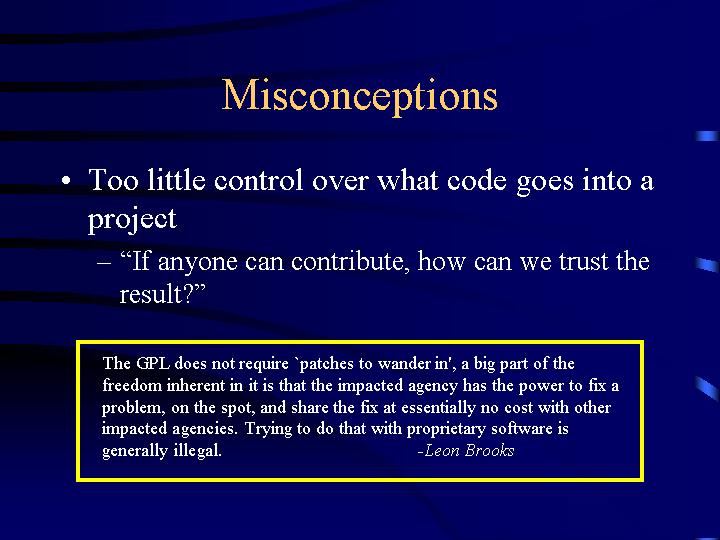 Misconceptions
• Too little control over what code goes into a
project
– “If anyone can contribute, how can we trust the
result?”
The GPL does not require `patches to wander in', a big part of the
freedom inherent in it is that the impacted agency has the power to fix a
problem, on the spot, and share the fix at essentially no cost with other
impacted agencies. Trying to do that with proprietary software is
generally illegal. -Leon Brooks